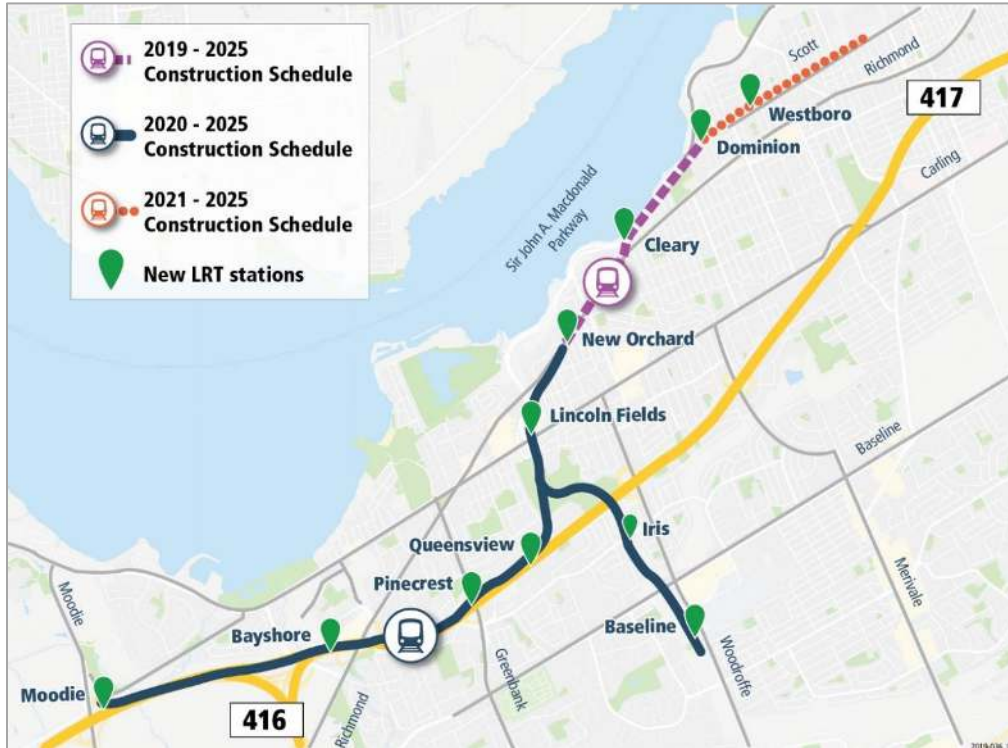 2019 - 2025
Construction Schedule
2020 - 2025
Construction Schedule
2021 - 2025
Construction Schedule
New LRT stations
Scott
Richmond
417
Westboro
Dominion
Carling
Sir John A. Macdonald
Parkway
Cleary
New Orchard
Lincoln Fields
Baseline
Iris
Queensview
Pinecrest
Merivale
Moodie
Bayshore
Baseline
Woodroffe
Greenbank
Moodie
416
Richmond